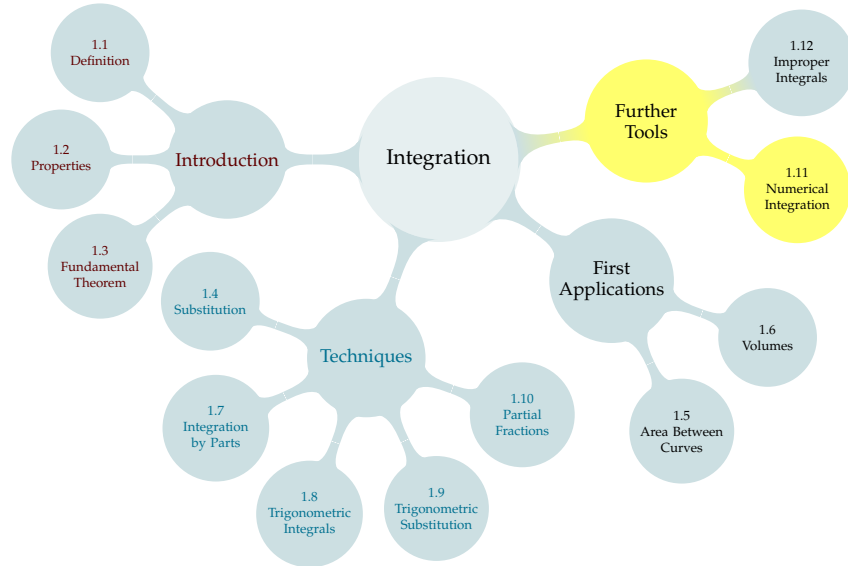 Integration
Introduction
1.1
Definition
1.2
Properties
1.3
Fundamental
Theorem
Techniques
1.4
Substitution
1.7
Integration
by Parts
1.8
Trigonometric
Integrals
1.9
Trigonometric
Substitution
1.10
Partial
Fractions
First
Applications
1.5
Area Between
Curves
1.6
Volumes
Further
Tools
1.11
Numerical
Integration
1.12
Improper
Integrals